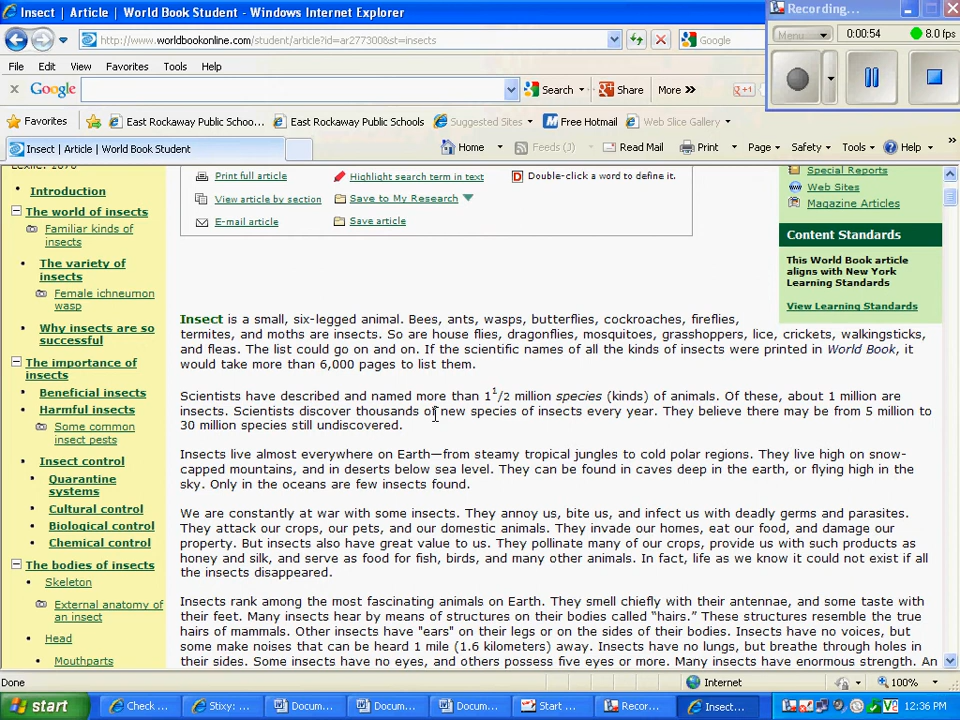 Insect | Article | World Book Student - Windows Internet Explorer
Recording...
Menu
0:00:54
8.0 fps
http://www.worldbookonline.com/student/article?id=ar277300&st=insects
Google
File Edit View Favorites Tools Help
Google Search Share More »
+1
Favorites East Rockaway Public Schoo... East Rockaway Public Schools Suggested Sites Free Hotmail Web Slice Gallery
Insect | Article | World Book Student
Home Feeds (J) Read Mail Print Page Safety Tools Help
Introduction
The world of insects
Familiar kinds of
insects
The variety of
insects
Female ichneumon
wasp
Why insects are so
successful
The importance of
insects
Beneficial insects
Harmful insects
Some common
insect pests
Insect control
Quarantine
systems
Cultural control
Biological control
Chemical control
The bodies of insects
Skeleton
External anatomy of
an insect
Head
Mouthparts
Print full article Highlight search term in text Double-click a word to define it.
View article by section Save to My Research
E-mail article Save article
Special Reports
Web Sites
Magazine Articles
Content Standards
This World Book article
aligns with New York
Learning Standards
View Learning Standards
Insect is a small, six-legged animal. Bees, ants, wasps, butterflies, cockroaches, fireflies,
termites, and moths are insects. So are house flies, dragonflies, mosquitoes, grasshoppers, lice, crickets, walkingsticks,
and fleas. The list could go on and on. If the scientific names of all the kinds of insects were printed in World Book, it
would take more than 6,000 pages to list them.
Scientists have described and named more than 1 1/2 million species (kinds) of animals. Of these, about 1 million are
insects. Scientists discover thousands of new species of insects every year. They believe there may be from 5 million to
30 million species still undiscovered.
Insects live almost everywhere on Earth—from steamy tropical jungles to cold polar regions. They live high on snow-
capped mountains, and in deserts below sea level. They can be found in caves deep in the earth, or flying high in the
sky. Only in the oceans are few insects found.
We are constantly at war with some insects. They annoy us, bite us, and infect us with deadly germs and parasites.
They attack our crops, our pets, and our domestic animals. They invade our homes, eat our food, and damage our
property. But insects also have great value to us. They pollinate many of our crops, provide us with such products as
honey and silk, and serve as food for fish, birds, and many other animals. In fact, life as we know it could not exist if all
the insects disappeared.
Insects rank among the most fascinating animals on Earth. They smell chiefly with their antennae, and some taste with
their feet. Many insects hear by means of structures on their bodies called "hairs." These structures resemble the true
hairs of mammals. Other insects have "ears" on their legs or on the sides of their bodies. Insects have no voices, but
some make noises that can be heard 1 mile (1.6 kilometers) away. Insects have no lungs, but breathe through holes in
their sides. Some insects have no eyes, and others possess five eyes or more. Many insects have enormous strength. An
Done Internet 100%
start Check ... Stixy: ... Docum... Docum... Docum... Start ... Recor... Insect... 12:36 PM